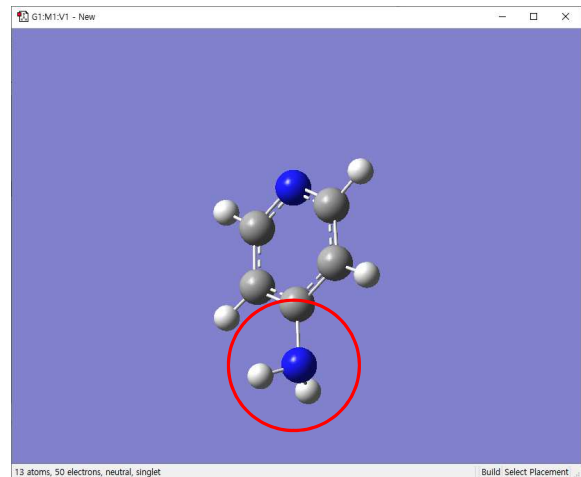 G1:M1:V1 - New
13 atoms, 50 electrons, neutral, singlet
Build Select Placement